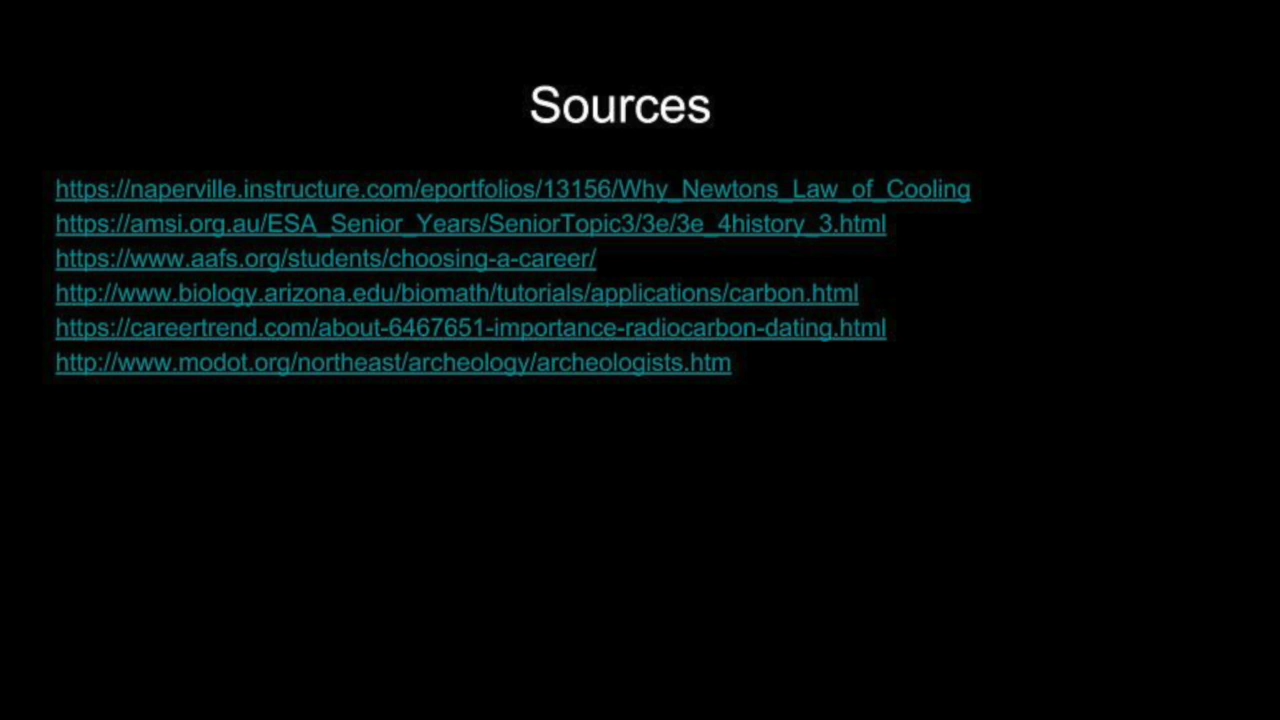 Sources
https://naperville.instructure.com/eportfolios/13156/Why_Newtons_Law_of_Cooling
https://amsi.org.au/ESA_Senior_Years/SeniorTopic3/3e/3e_4history_3.html
https://www.aafs.org/students/choosing-a-career/
http://www.biology.arizona.edu/biomath/tutorials/applications/carbon.html
https://careertrend.com/about-6467651-importance-radiocarbon-dating.html
http://www.modot.org/northeast/archeology/archeologists.htm